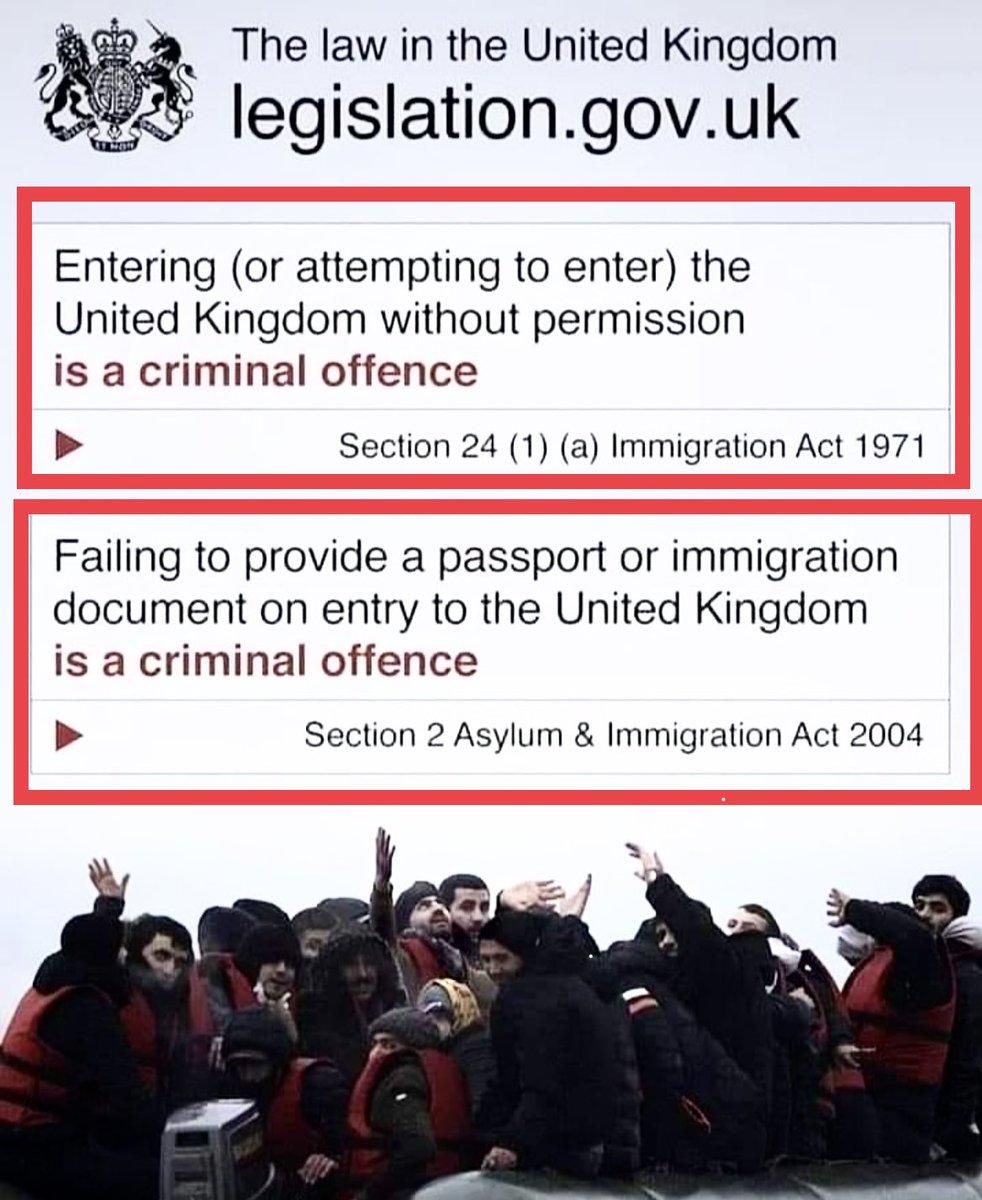 The law in the United Kingdom
legislation.gov.uk
Entering (or attempting to enter) the
United Kingdom without permission
is a criminal offence
Section 24 (1) (a) Immigration Act 1971
Failing to provide a passport or immigration
document on entry to the United Kingdom
is a criminal offence
Section 2 Asylum & Immigration Act 2004